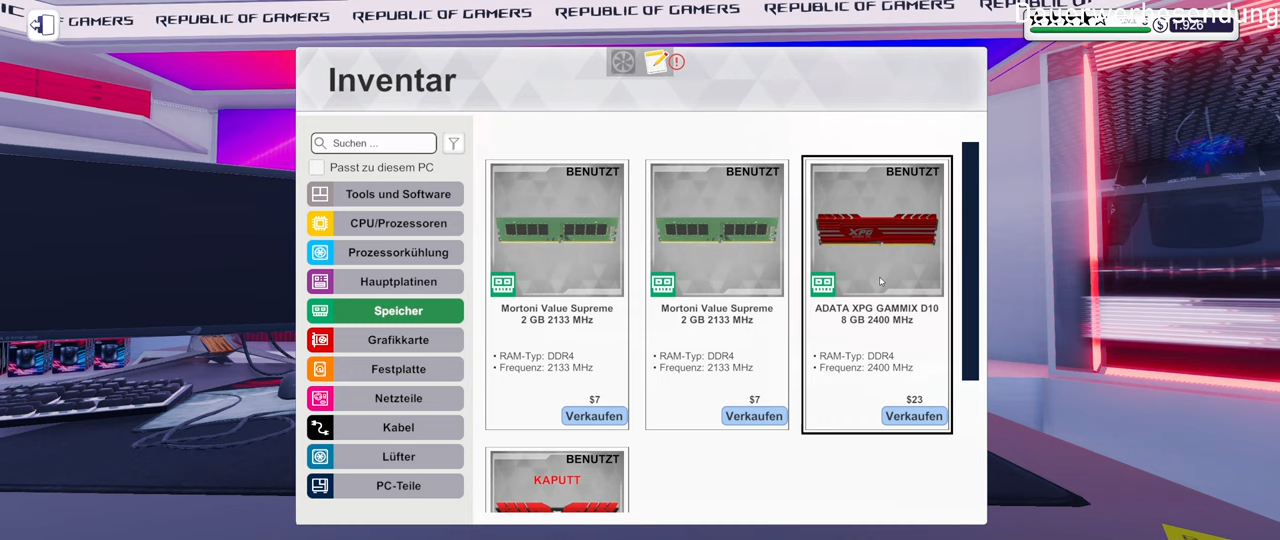 REPUBLIC OF GAMERS REPUBLIC OF GAMERS REPUBLIC OF GAMERS REPUBLIC OF GAMERS
Dauerwerbesendung
1.926
Inventar
Suchen ...
Passt zu diesem PC
Tools und Software
CPU/Prozessoren
Prozessorkühlung
Hauptplatinen
Speicher
Grafikkarte
Festplatte
Netzteile
Kabel
Lüfter
PC-Teile
BENUTZT
Mortoni Value Supreme
2 GB 2133 MHz
• RAM-Typ: DDR4
• Frequenz: 2133 MHz
$7
Verkaufen
BENUTZT
Mortoni Value Supreme
2 GB 2133 MHz
• RAM-Typ: DDR4
• Frequenz: 2133 MHz
$7
Verkaufen
BENUTZT
XPG
ADATA XPG GAMMIX D10
8 GB 2400 MHz
• RAM-Typ: DDR4
• Frequenz: 2400 MHz
$23
Verkaufen
BENUTZT
KAPUTT